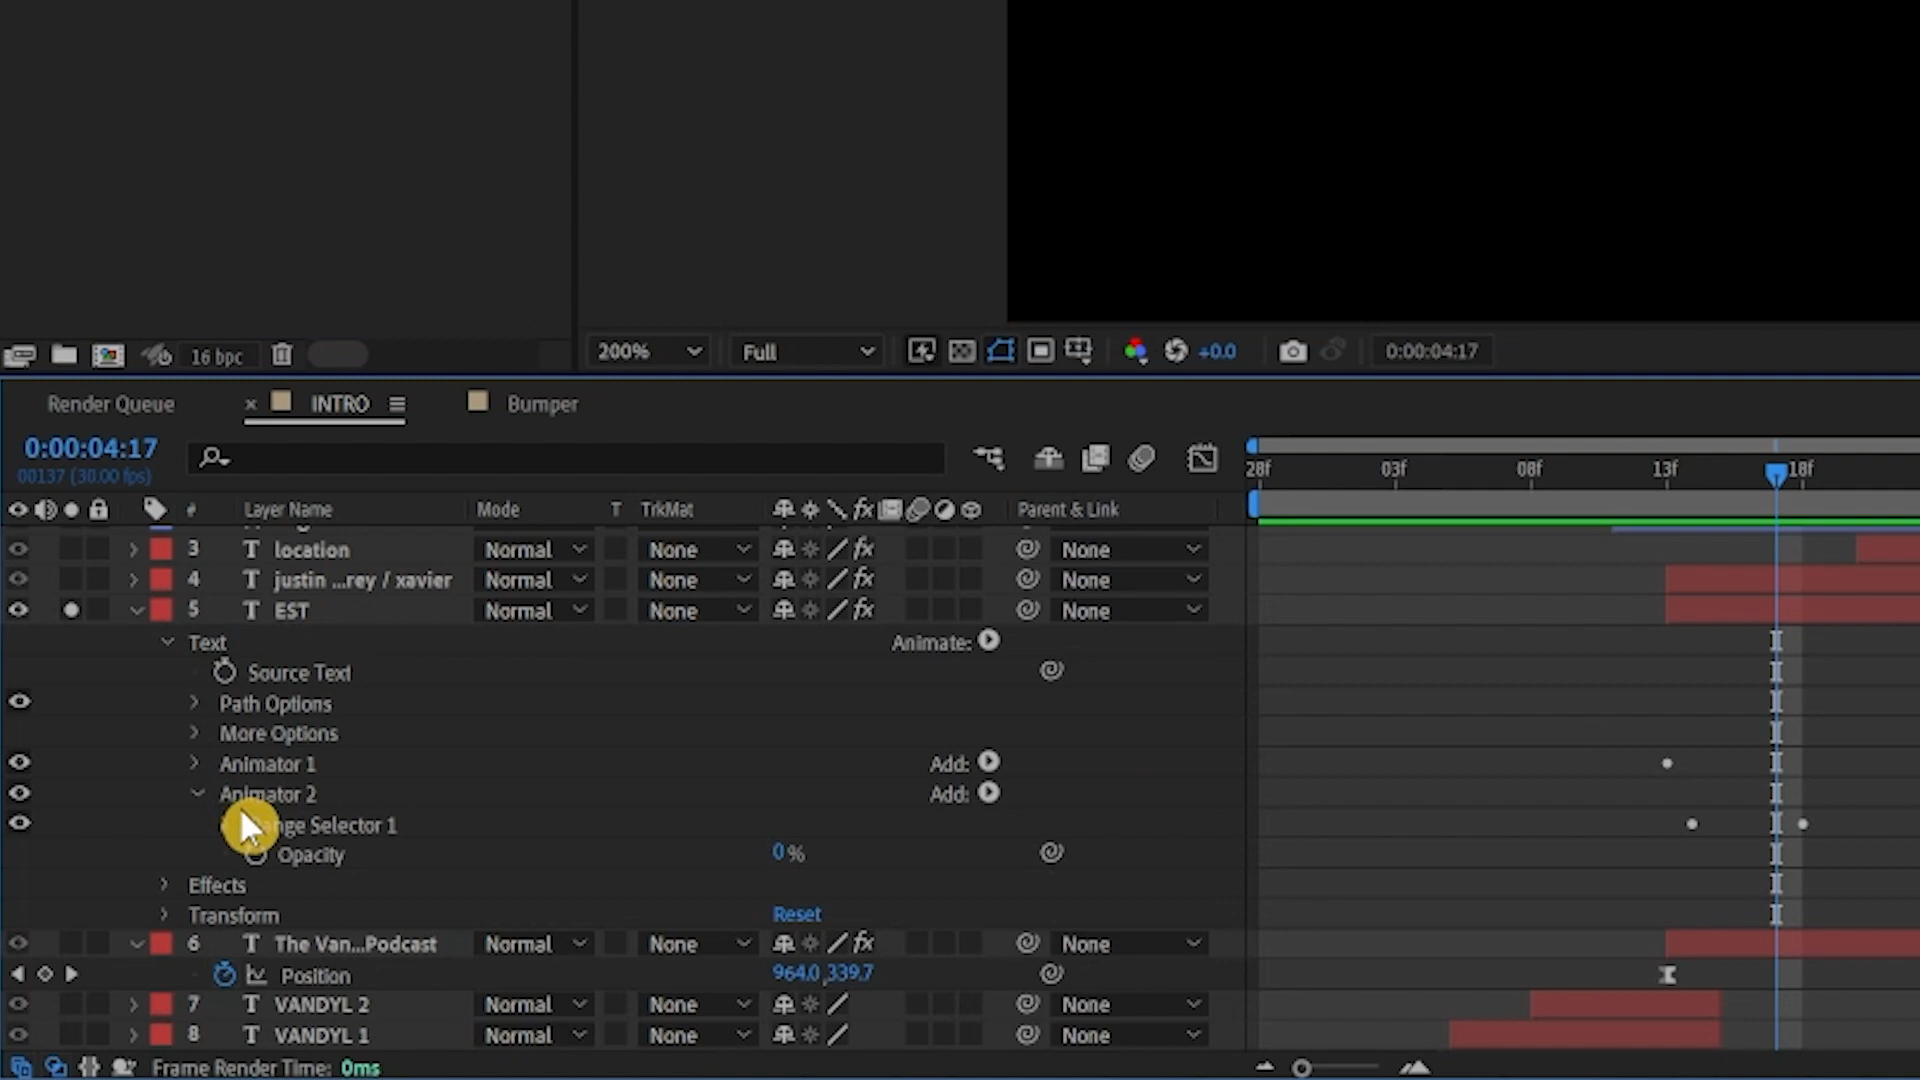 16 bpc 200% Full +0.0 0:00:04:17
Render Queue × INTRO Bumper
0:00:04:17
00137 (30.00 fps)
28f 03f 08f 13f 18f
# Layer Name Mode T TrkMat fx Parent & Link
3 T location Normal None fx None
4 T justin ...rey / xavier Normal None fx None
5 T EST Normal None fx None
Text Animate:
Source Text
Path Options
More Options
Animator 1 Add:
Animator 2 Add:
Selector 1
Opacity 0%
Effects
Transform Reset
6 T The Van...Podcast Normal None fx None
Position 964.0,339.7
7 T VANDYL 2 Normal None None
8 T VANDYL 1 Normal None None
Frame Render Time: 0ms